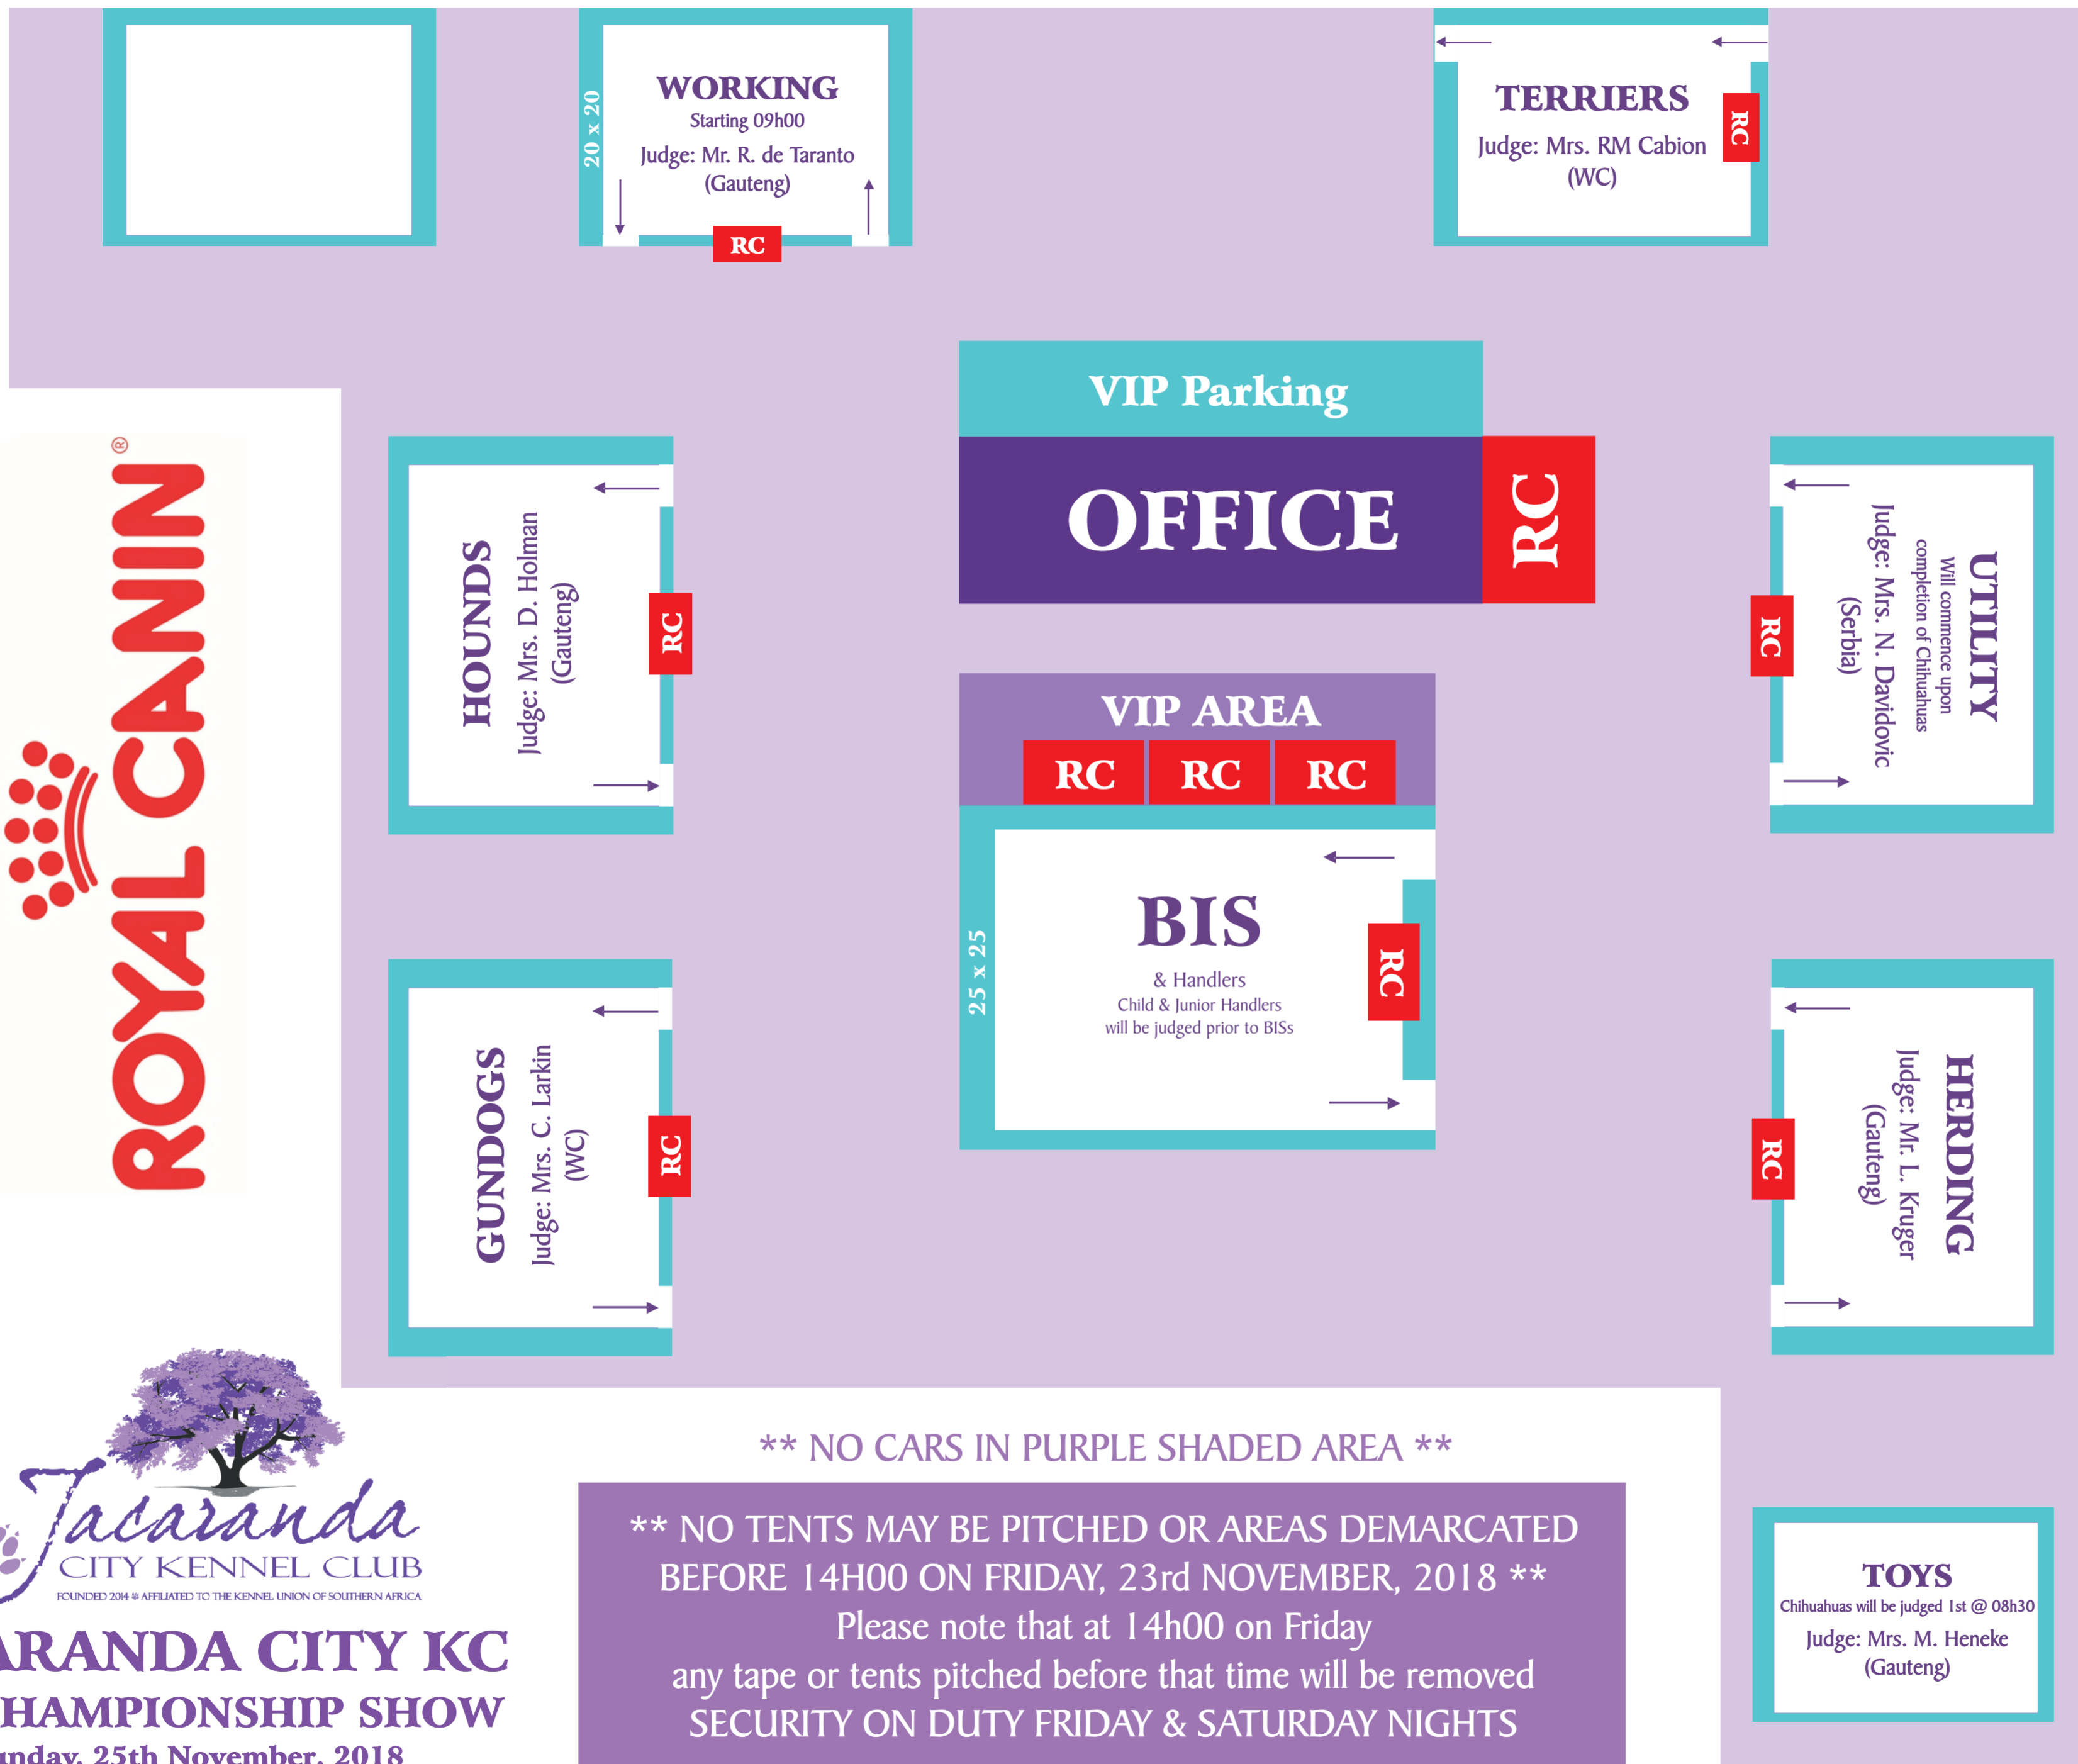 20 x 20
WORKING
Starting 09h00
Judge: Mr. R. de Taranto
(Gauteng)
RC
TERRIERS
Judge: Mrs. RM Cabion
(WC)
RC
VIP Parking
OFFICE
RC
ROYAL CANIN®
HOUNDS
Judge: Mrs. D. Holman
(Gauteng)
RC
UTILITY
Will commence upon
completion of Chihuahuas
Judge: Mrs. N. Davidovic
(Serbia)
RC
VIP AREA
RC RC RC
25 x 25
BIS
& Handlers
Child & Junior Handlers
will be judged prior to BISs
RC
GUNDOGS
Judge: Mrs. C. Larkin
(WC)
RC
HERDING
Judge: Mr. L. Kruger
(Gauteng)
RC
Jacaranda
CITY KENNEL CLUB
FOUNDED 2014 AFFILIATED TO THE KENNEL UNION OF SOUTHERN AFRICA
ARANDA CITY KC
HAMPIONSHIP SHOW
unday, 25th November, 2018
** NO CARS IN PURPLE SHADED AREA **
** NO TENTS MAY BE PITCHED OR AREAS DEMARCATED
BEFORE 14H00 ON FRIDAY, 23rd NOVEMBER, 2018 **
Please note that at 14h00 on Friday
any tape or tents pitched before that time will be removed
SECURITY ON DUTY FRIDAY & SATURDAY NIGHTS
TOYS
Chihuahuas will be judged 1st @ 08h30
Judge: Mrs. M. Heneke
(Gauteng)